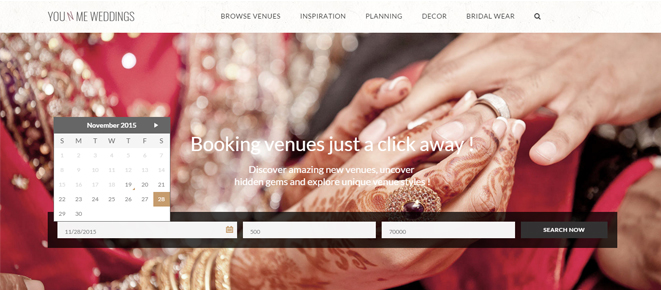 YOU N ME WEDDINGS
BROWSE VENUES INSPIRATION PLANNING DECOR BRIDAL WEAR
November 2015
S M T W T F S
1 2 3 4 5 6 7
8 9 10 11 12 13 14
15 16 17 18 19 20 21
22 23 24 25 26 27 28
29 30
Booking venues just a click away !
Discover amazing new venues, uncover
hidden gems and explore unique venue styles !
11/28/2015 500 70000 SEARCH NOW